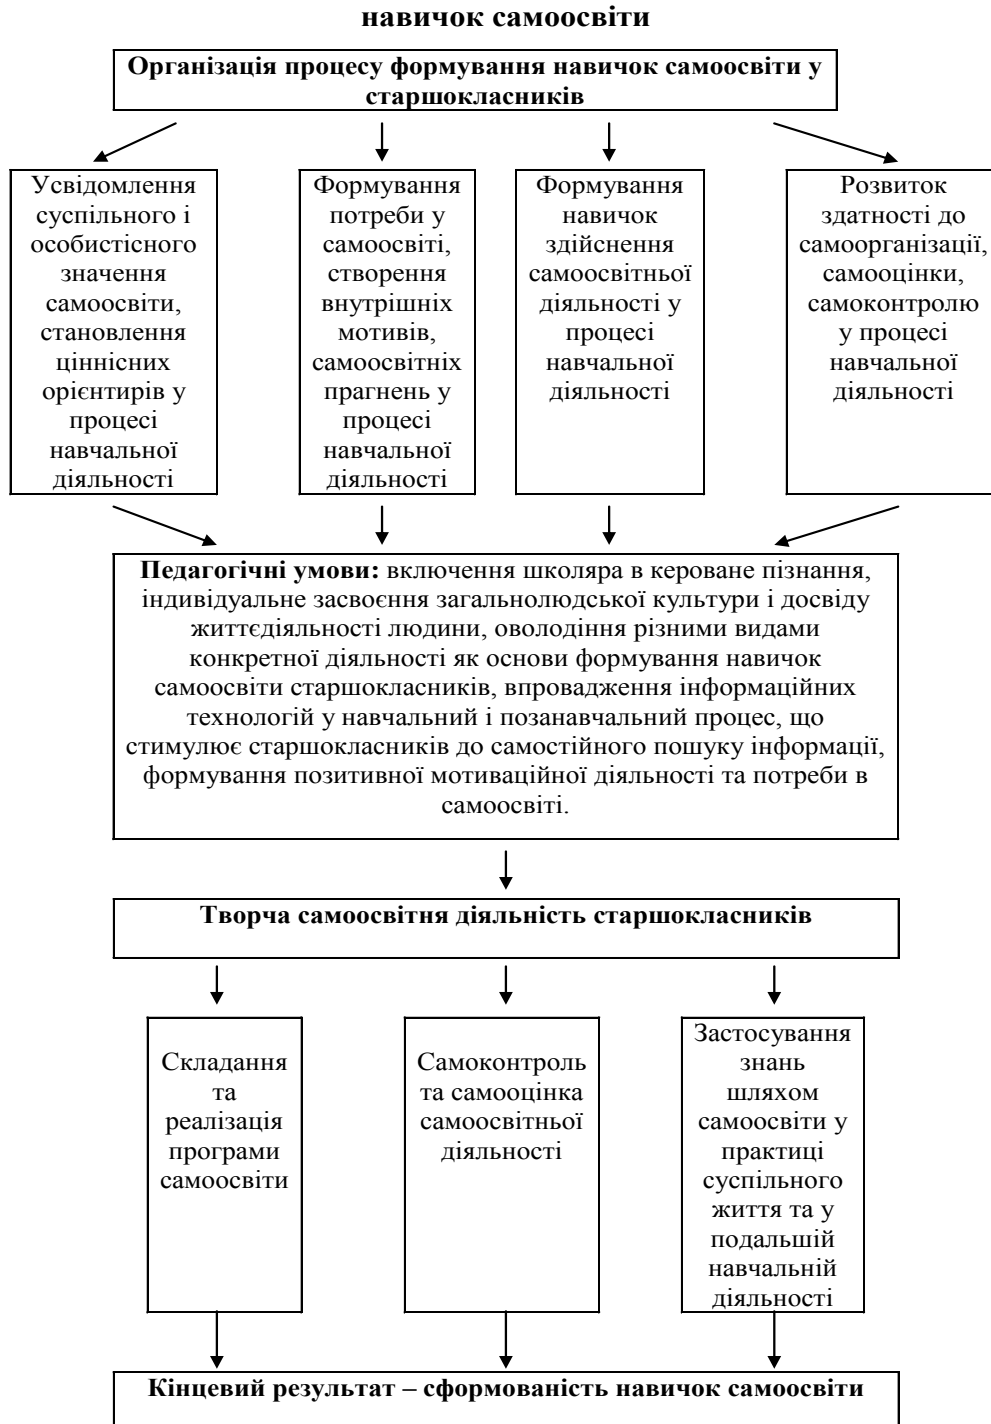 навичок самоосвіти
Організація процесу формування навичок самоосвіти у
старшокласників
Усвідомлення
суспільного і
особистісного
значення
самоосвіти,
становлення
ціннісних
орієнтирів у
процесі
навчальної
діяльності
Формування
потреби у
самоосвіті,
створення
внутрішніх
мотивів,
самоосвітніх
прагнень у
процесі
навчальної
діяльності
Формування
навичок
здійснення
самоосвітньої
діяльності у
процесі
навчальної
діяльності
Розвиток
здатності до
самоорганізації,
самооцінки,
самоконтролю
у процесі
навчальної
діяльності
Педагогічні умови: включення школяра в кероване пізнання,
індивідуальне засвоєння загальнолюдської культури і досвіду
життєдіяльності людини, оволодіння різними видами
конкретної діяльності як основи формування навичок
самоосвіти старшокласників, впровадження інформаційних
технологій у навчальний і позанавчальний процес, що
стимулює старшокласників до самостійного пошуку інформації,
формування позитивної мотиваційної діяльності та потреби в
самоосвіті.
Творча самоосвітня діяльність старшокласників
Складання
та
реалізація
програми
самоосвіти
Самоконтроль
та самооцінка
самоосвітньої
діяльності
Застосування
знань
шляхом
самоосвіти у
практиці
суспільного
життя та у
подальшій
навчальній
діяльності
Кінцевий результат – сформованість навичок самоосвіти